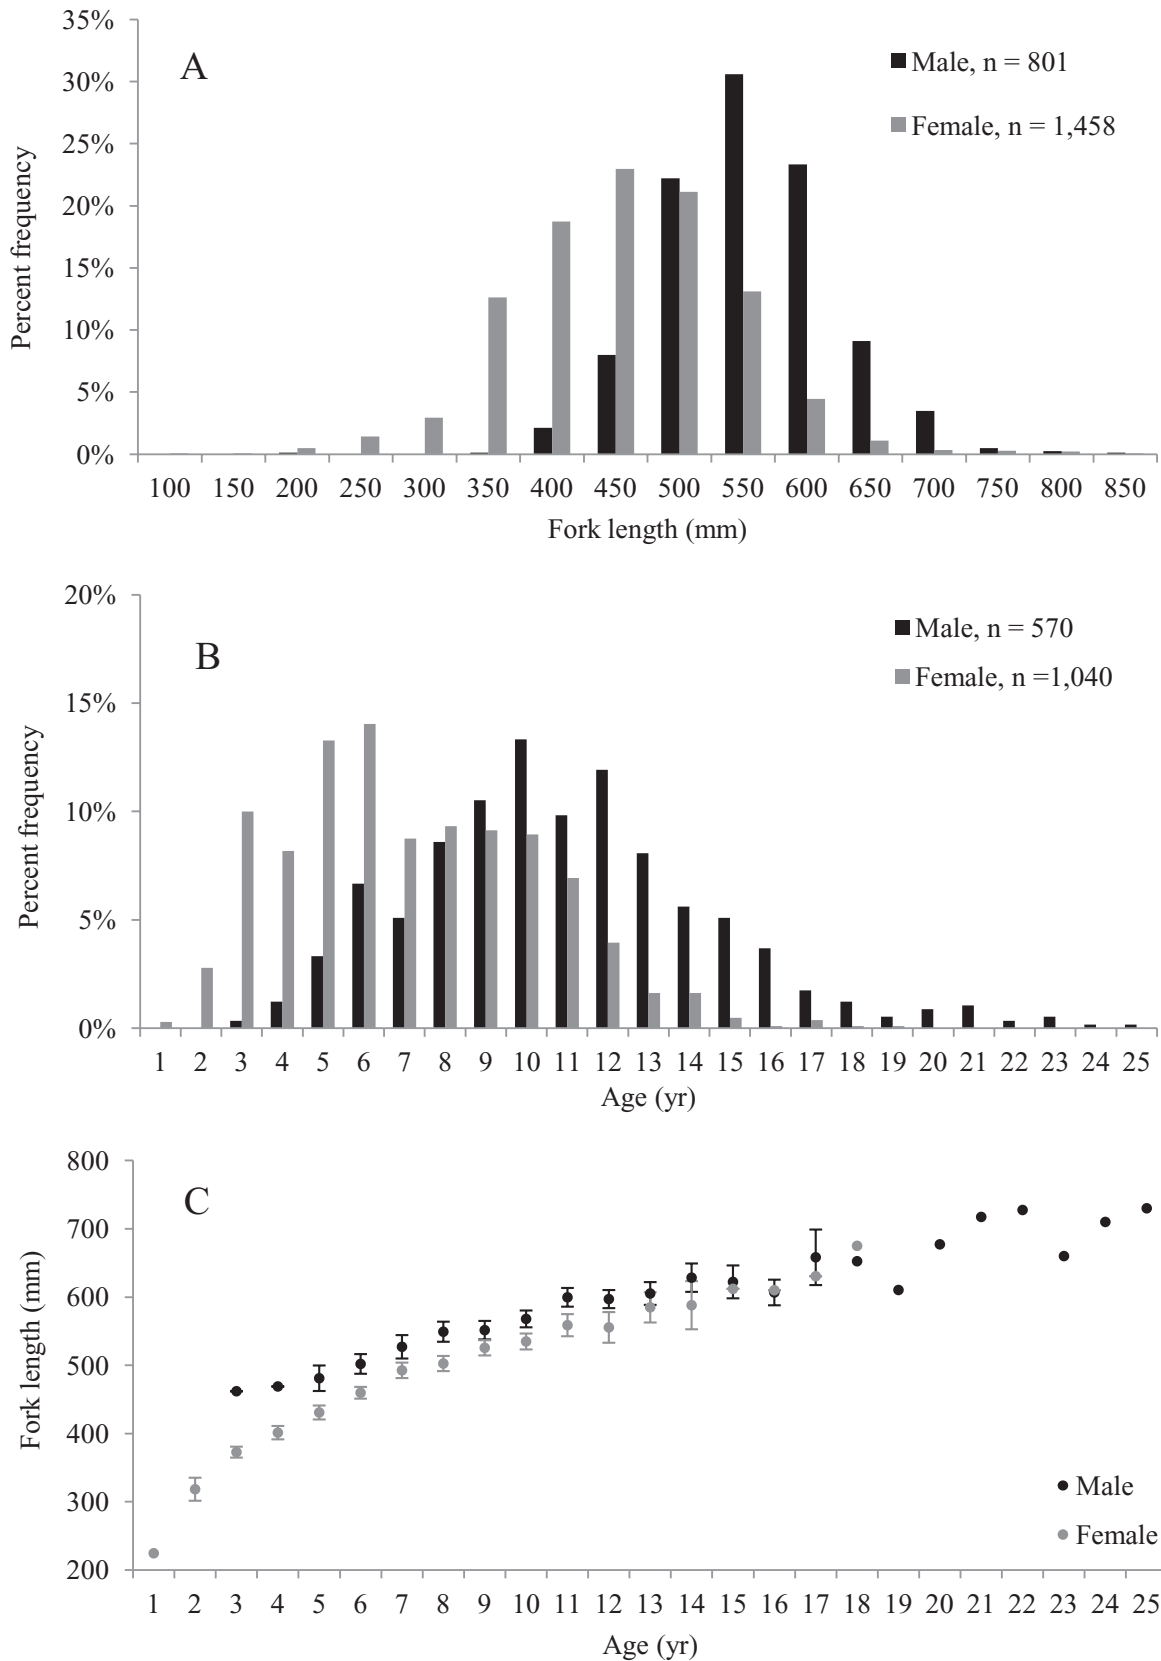 35%
A
Male, n = 801
30%
Female, n = 1,458
25%
20%
15%
10%
5%
0%
Percent frequency
100 150 200 250 300 350 400 450 500 550 600 650 700 750 800 850
Fork length (mm)
20%
B
Male, n = 570
Female, n =1,040
15%
10%
5%
0%
Percent frequency
1 2 3 4 5 6 7 8 9 10 11 12 13 14 15 16 17 18 19 20 21 22 23 24 25
Age (yr)
800
C
700
600
500
400
300
200
Fork length (mm)
Male
Female
1 2 3 4 5 6 7 8 9 10 11 12 13 14 15 16 17 18 19 20 21 22 23 24 25
Age (yr)